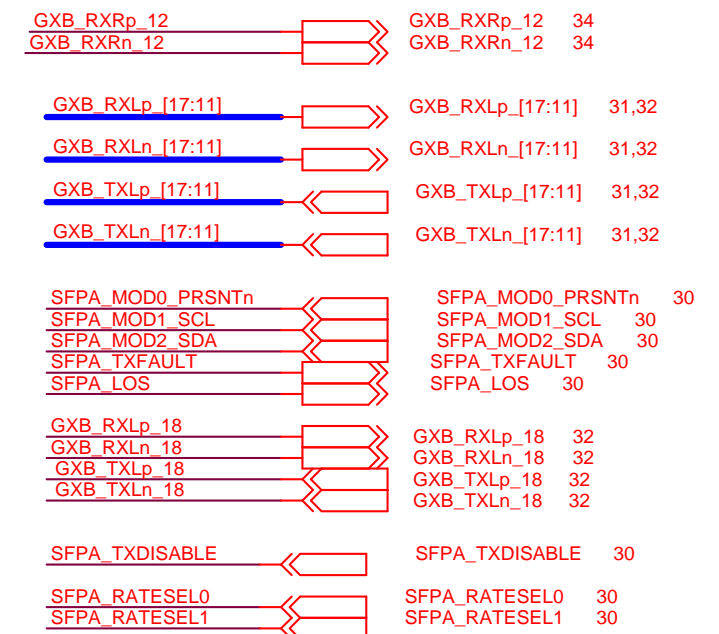 GXB_RXRp_12 GXB_RXRp_12 34
GXB_RXRn_12 GXB_RXRn_12 34
GXB_RXLp_[17:11] GXB_RXLp_[17:11] 31,32
GXB_RXLn_[17:11] GXB_RXLn_[17:11] 31,32
GXB_TXLp_[17:11] GXB_TXLp_[17:11] 31,32
GXB_TXLn_[17:11] GXB_TXLn_[17:11] 31,32
SFPA_MOD0_PRSNTn SFPA_MOD0_PRSNTn 30
SFPA_MOD1_SCL SFPA_MOD1_SCL 30
SFPA_MOD2_SDA SFPA_MOD2_SDA 30
SFPA_TXFAULT SFPA_TXFAULT 30
SFPA_LOS SFPA_LOS 30
GXB_RXLp_18 GXB_RXLp_18 32
GXB_RXLn_18 GXB_RXLn_18 32
GXB_TXLp_18 GXB_TXLp_18 32
GXB_TXLn_18 GXB_TXLn_18 32
SFPA_TXDISABLE SFPA_TXDISABLE 30
SFPA_RATESEL0 SFPA_RATESEL0 30
SFPA_RATESEL1 SFPA_RATESEL1 30